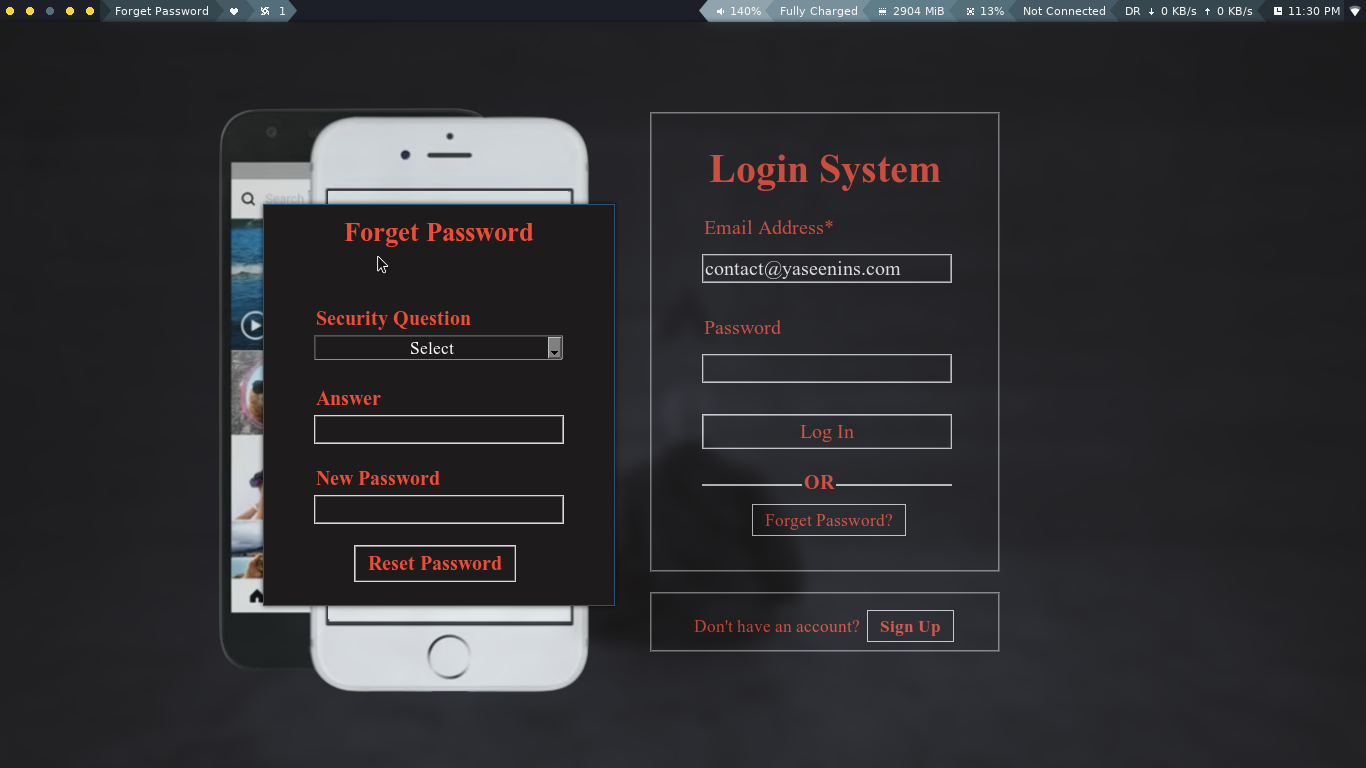 Forget Password
1
140%
Fully Charged
2904 MiB
13%
Not Connected
DR ↓ 0 KB/s ↑ 0 KB/s
11:30 PM
Search
Forget Password
Security Question
Select
Answer
New Password
Reset Password
Login System
Email Address*
contact@yaseenins.com
Password
Log In
OR
Forget Password?
Don't have an account? Sign Up